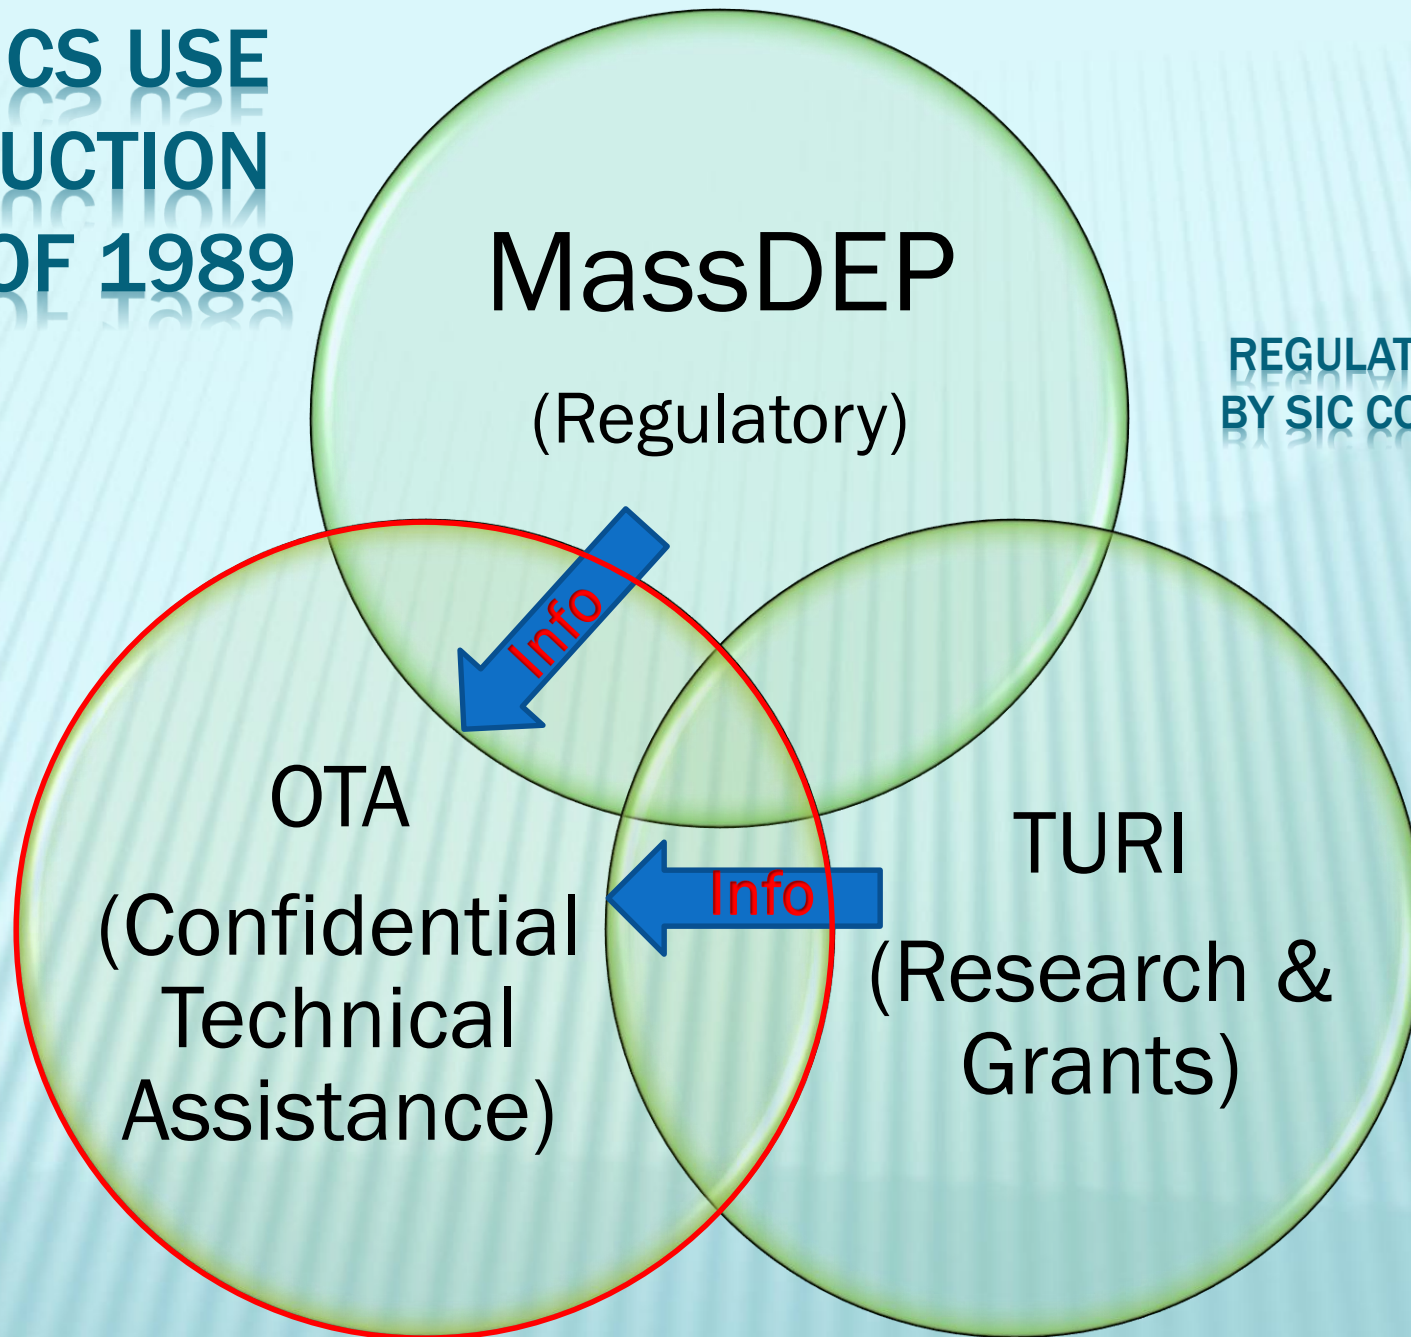 CS USE
UCTION
OF 1989
MassDEP
(Regulatory)
REGULAT
BY SIC CO
Info
OTA
(Confidential
Technical
Assistance)
Info
TURI
(Research &
Grants)